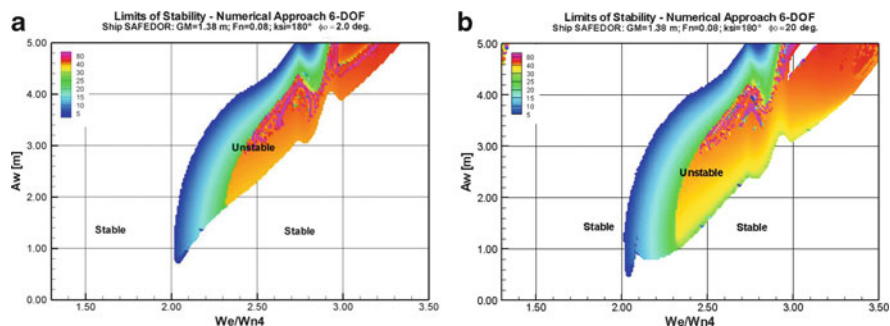 a
Limits of Stability - Numerical Approach 6-DOF
Ship SAFEDOR: GM=1.38 m; Fn=0.08; ksi=180° ϕo = 2.0 deg.
5.00
4.00
3.00
2.00
1.00
0.00
Aw [m]
80
40
30
25
20
15
10
5
Unstable
Stable
Stable
1.50
2.00
2.50
3.00
3.50
We/Wn4
b
Limits of Stability - Numerical Approach 6-DOF
Ship SAFEDOR: GM=1.38 m; Fn=0.08; ksi=180° ϕo = 20 deg.
5.00
4.00
3.00
2.00
1.00
0.00
Aw [m]
80
40
30
25
20
15
10
5
Unstable
Stable
Stable
1.50
2.00
2.50
3.00
3.50
We/Wn4